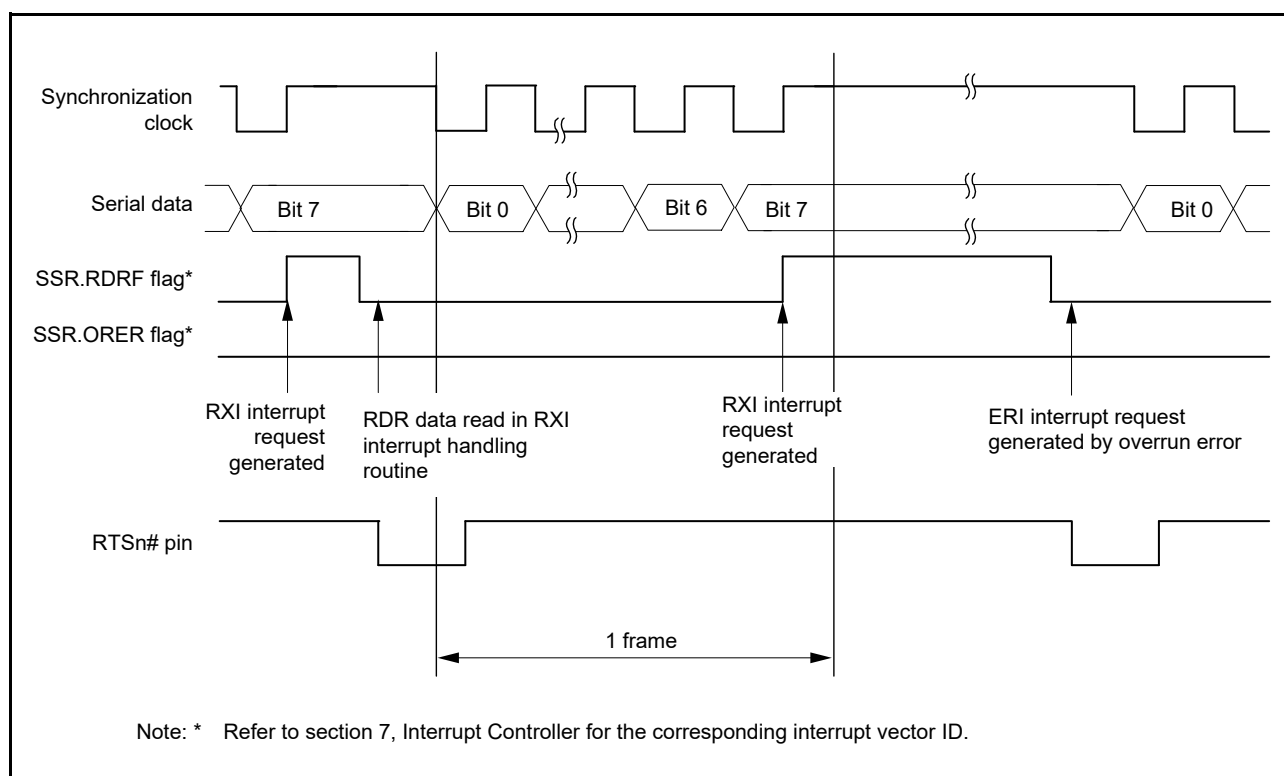 Synchronization
clock
Serial data
Bit 7
Bit 0
Bit 6
Bit 7
Bit 0
SSR.RDRF flag*
SSR.ORER flag*
RXI interrupt
request
generated
RDR data read in RXI
interrupt handling
routine
RXI interrupt
request
generated
ERI interrupt request
generated by overrun error
RTSn# pin
1 frame
Note: * Refer to section 7, Interrupt Controller for the corresponding interrupt vector ID.